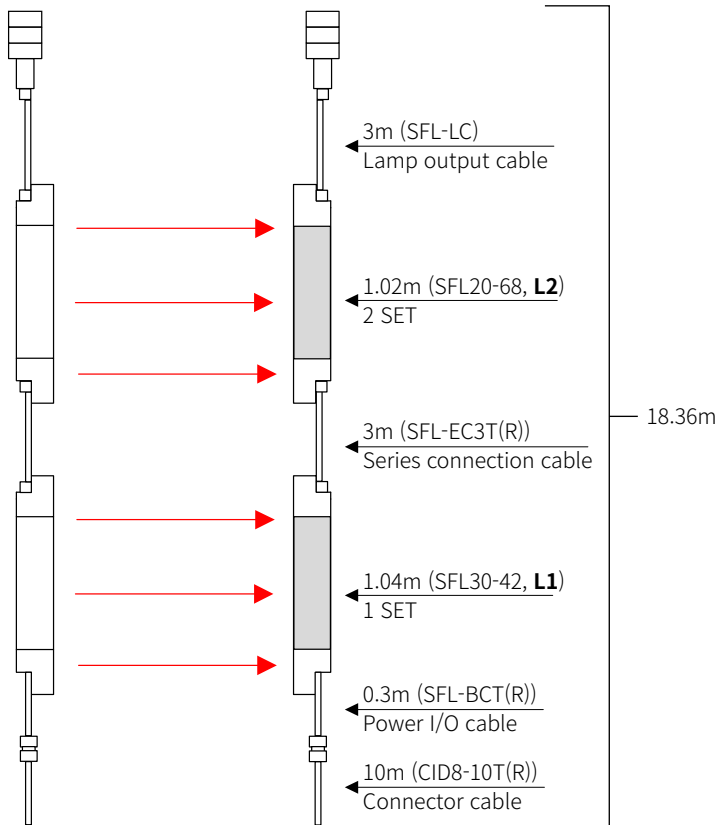 3m (SFL-LC)
Lamp output cable
1.02m (SFL20-68, L2)
2 SET
18.36m
3m (SFL-EC3T(R))
Series connection cable
1.04m (SFL30-42, L1)
1 SET
0.3m (SFL-BCT(R))
Power I/O cable
10m (CID8-10T(R))
Connector cable